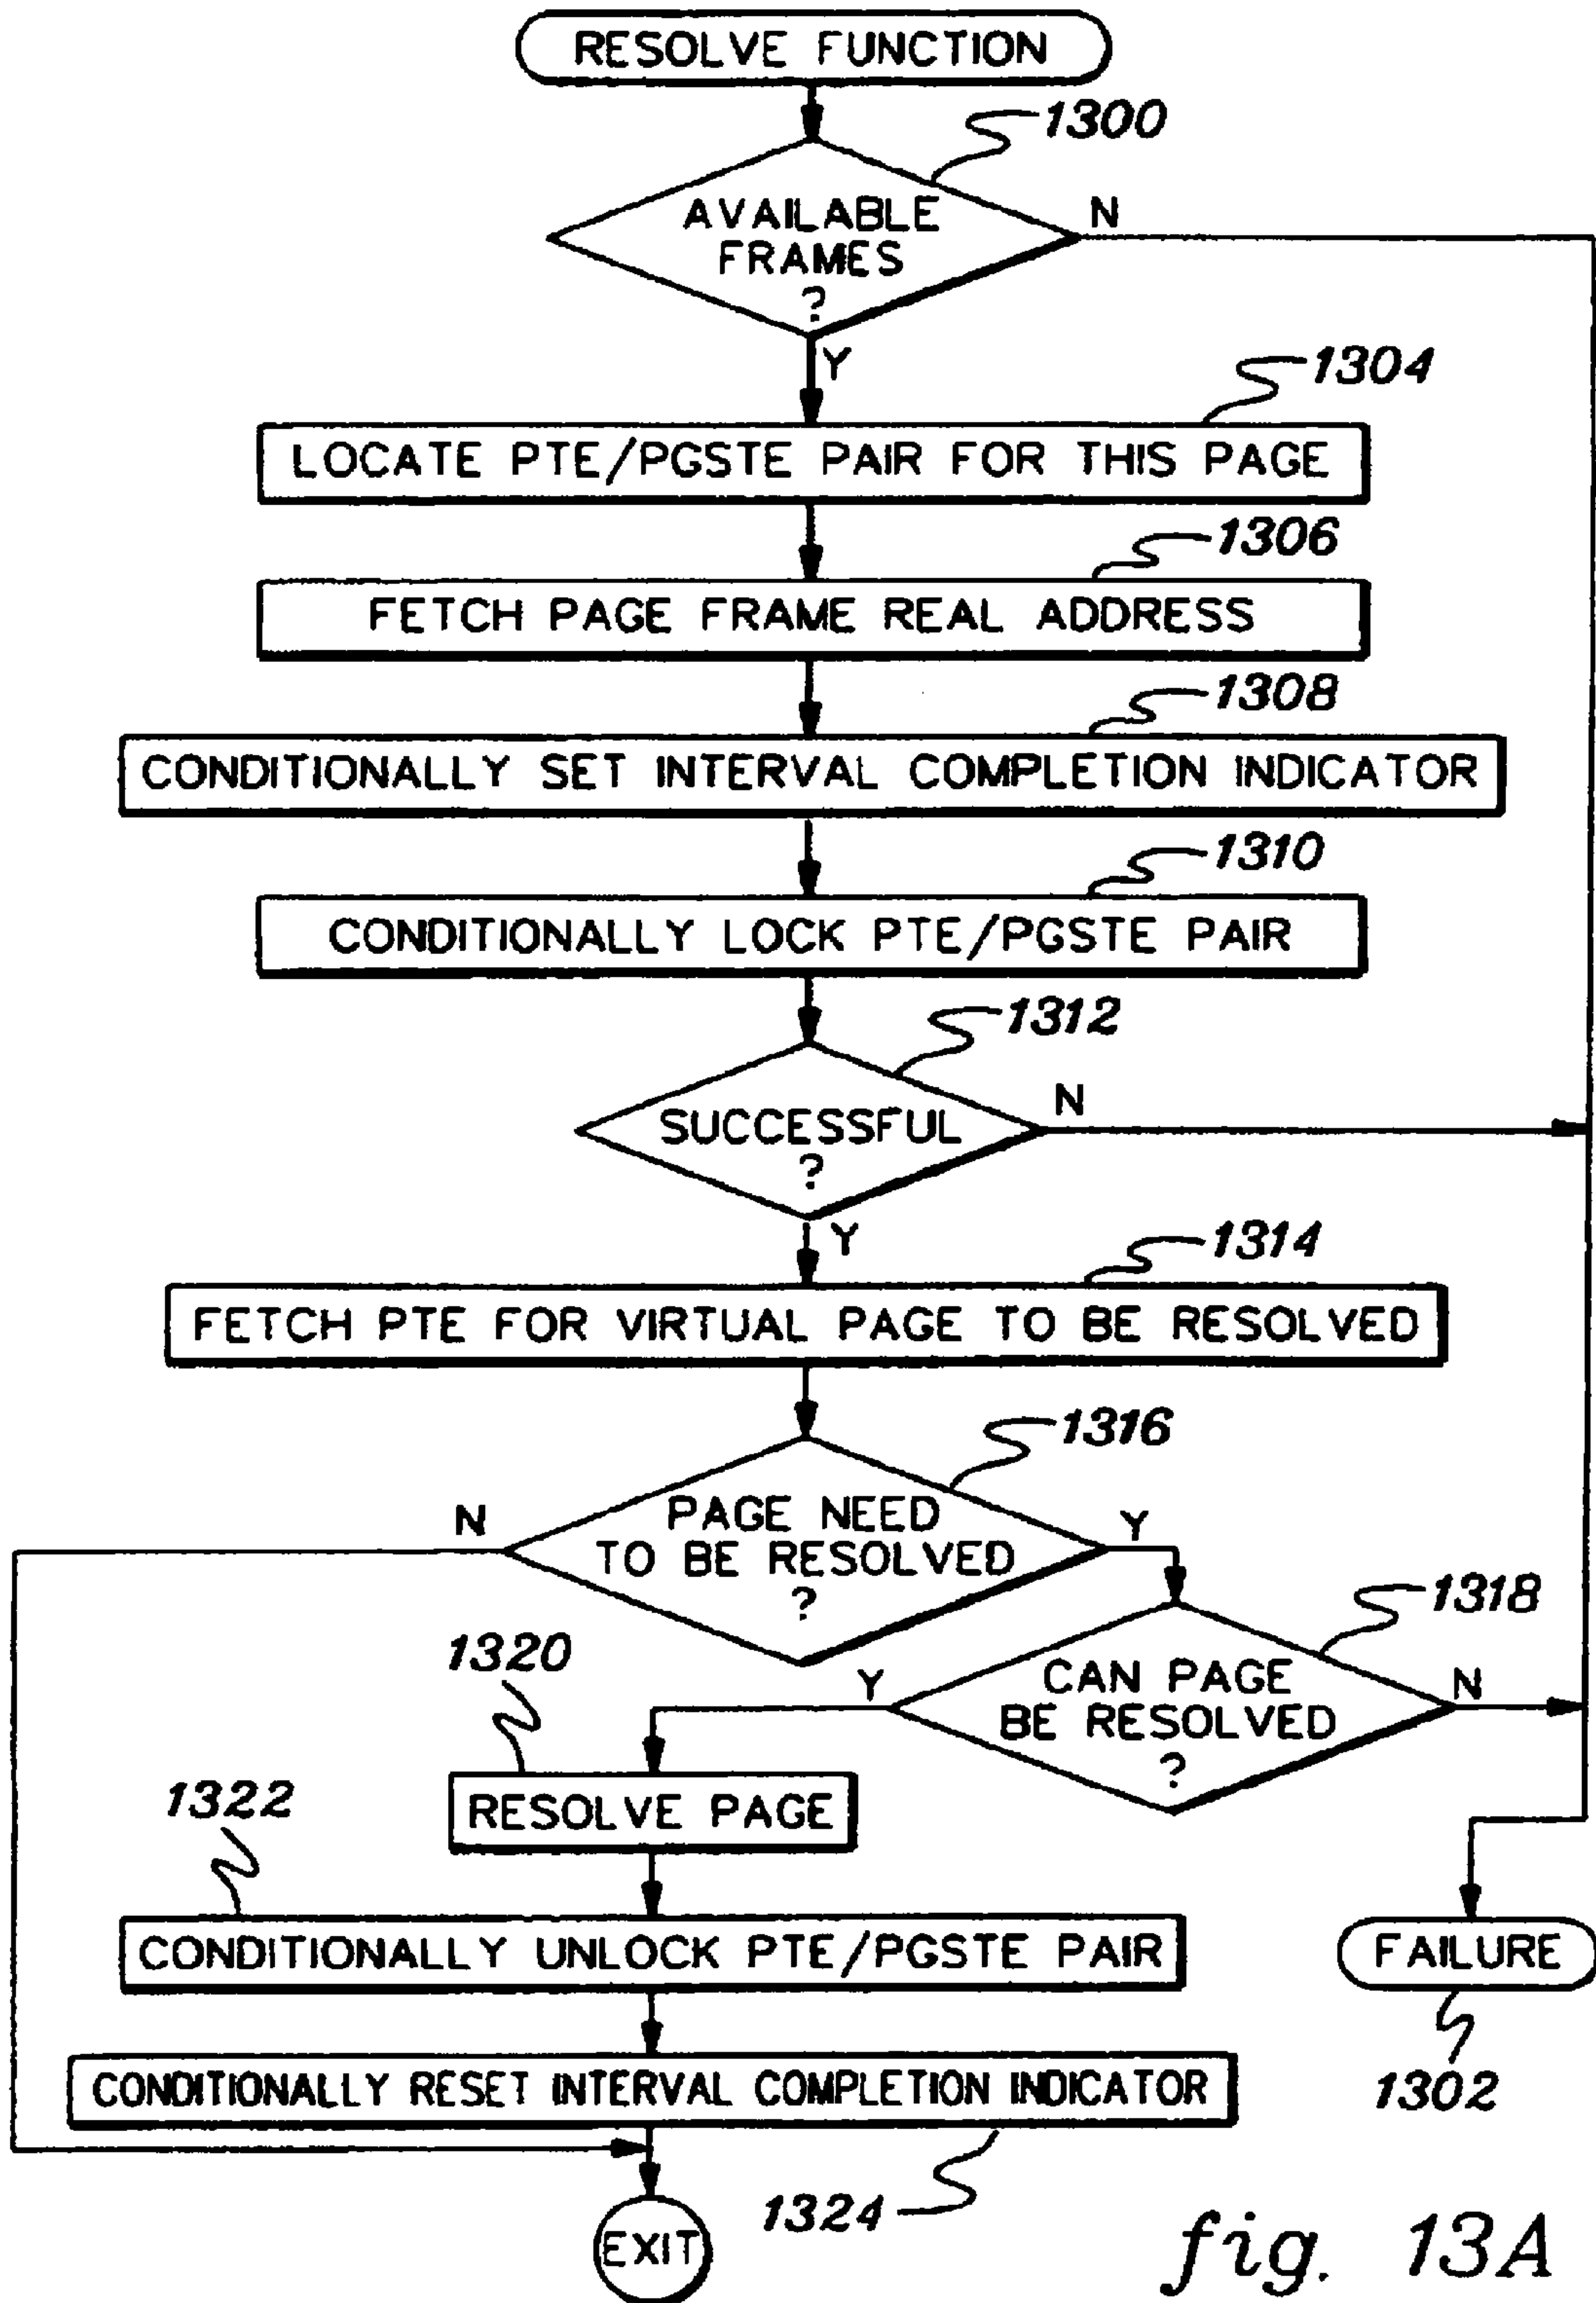 RESOLVE FUNCTION
1300
AVAILABLE
FRAMES
?
N
Y
1304
LOCATE PTE/PGSTE PAIR FOR THIS PAGE
1306
FETCH PAGE FRAME REAL ADDRESS
1308
CONDITIONALLY SET INTERVAL COMPLETION INDICATOR
1310
CONDITIONALLY LOCK PTE/PGSTE PAIR
1312
SUCCESSFUL
?
N
Y
1314
FETCH PTE FOR VIRTUAL PAGE TO BE RESOLVED
1316
N
PAGE NEED
TO BE RESOLVED
?
Y
1318
1320
Y
CAN PAGE
BE RESOLVED
?
N
1322
RESOLVE PAGE
CONDITIONALLY UNLOCK PTE/PGSTE PAIR
FAILURE
CONDITIONALLY RESET INTERVAL COMPLETION INDICATOR
1302
1324
EXIT
fig. 13A